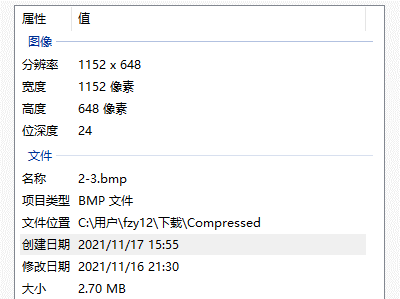 属性 值
图像
分辨率 1152 x 648
宽度 1152 像素
高度 648 像素
位深度 24
文件
名称 2-3.bmp
项目类型 BMP 文件
文件位置 C:\用户\fzy12\下载\Compressed
创建日期 2021/11/17 15:55
修改日期 2021/11/16 21:30
大小 2.70 MB